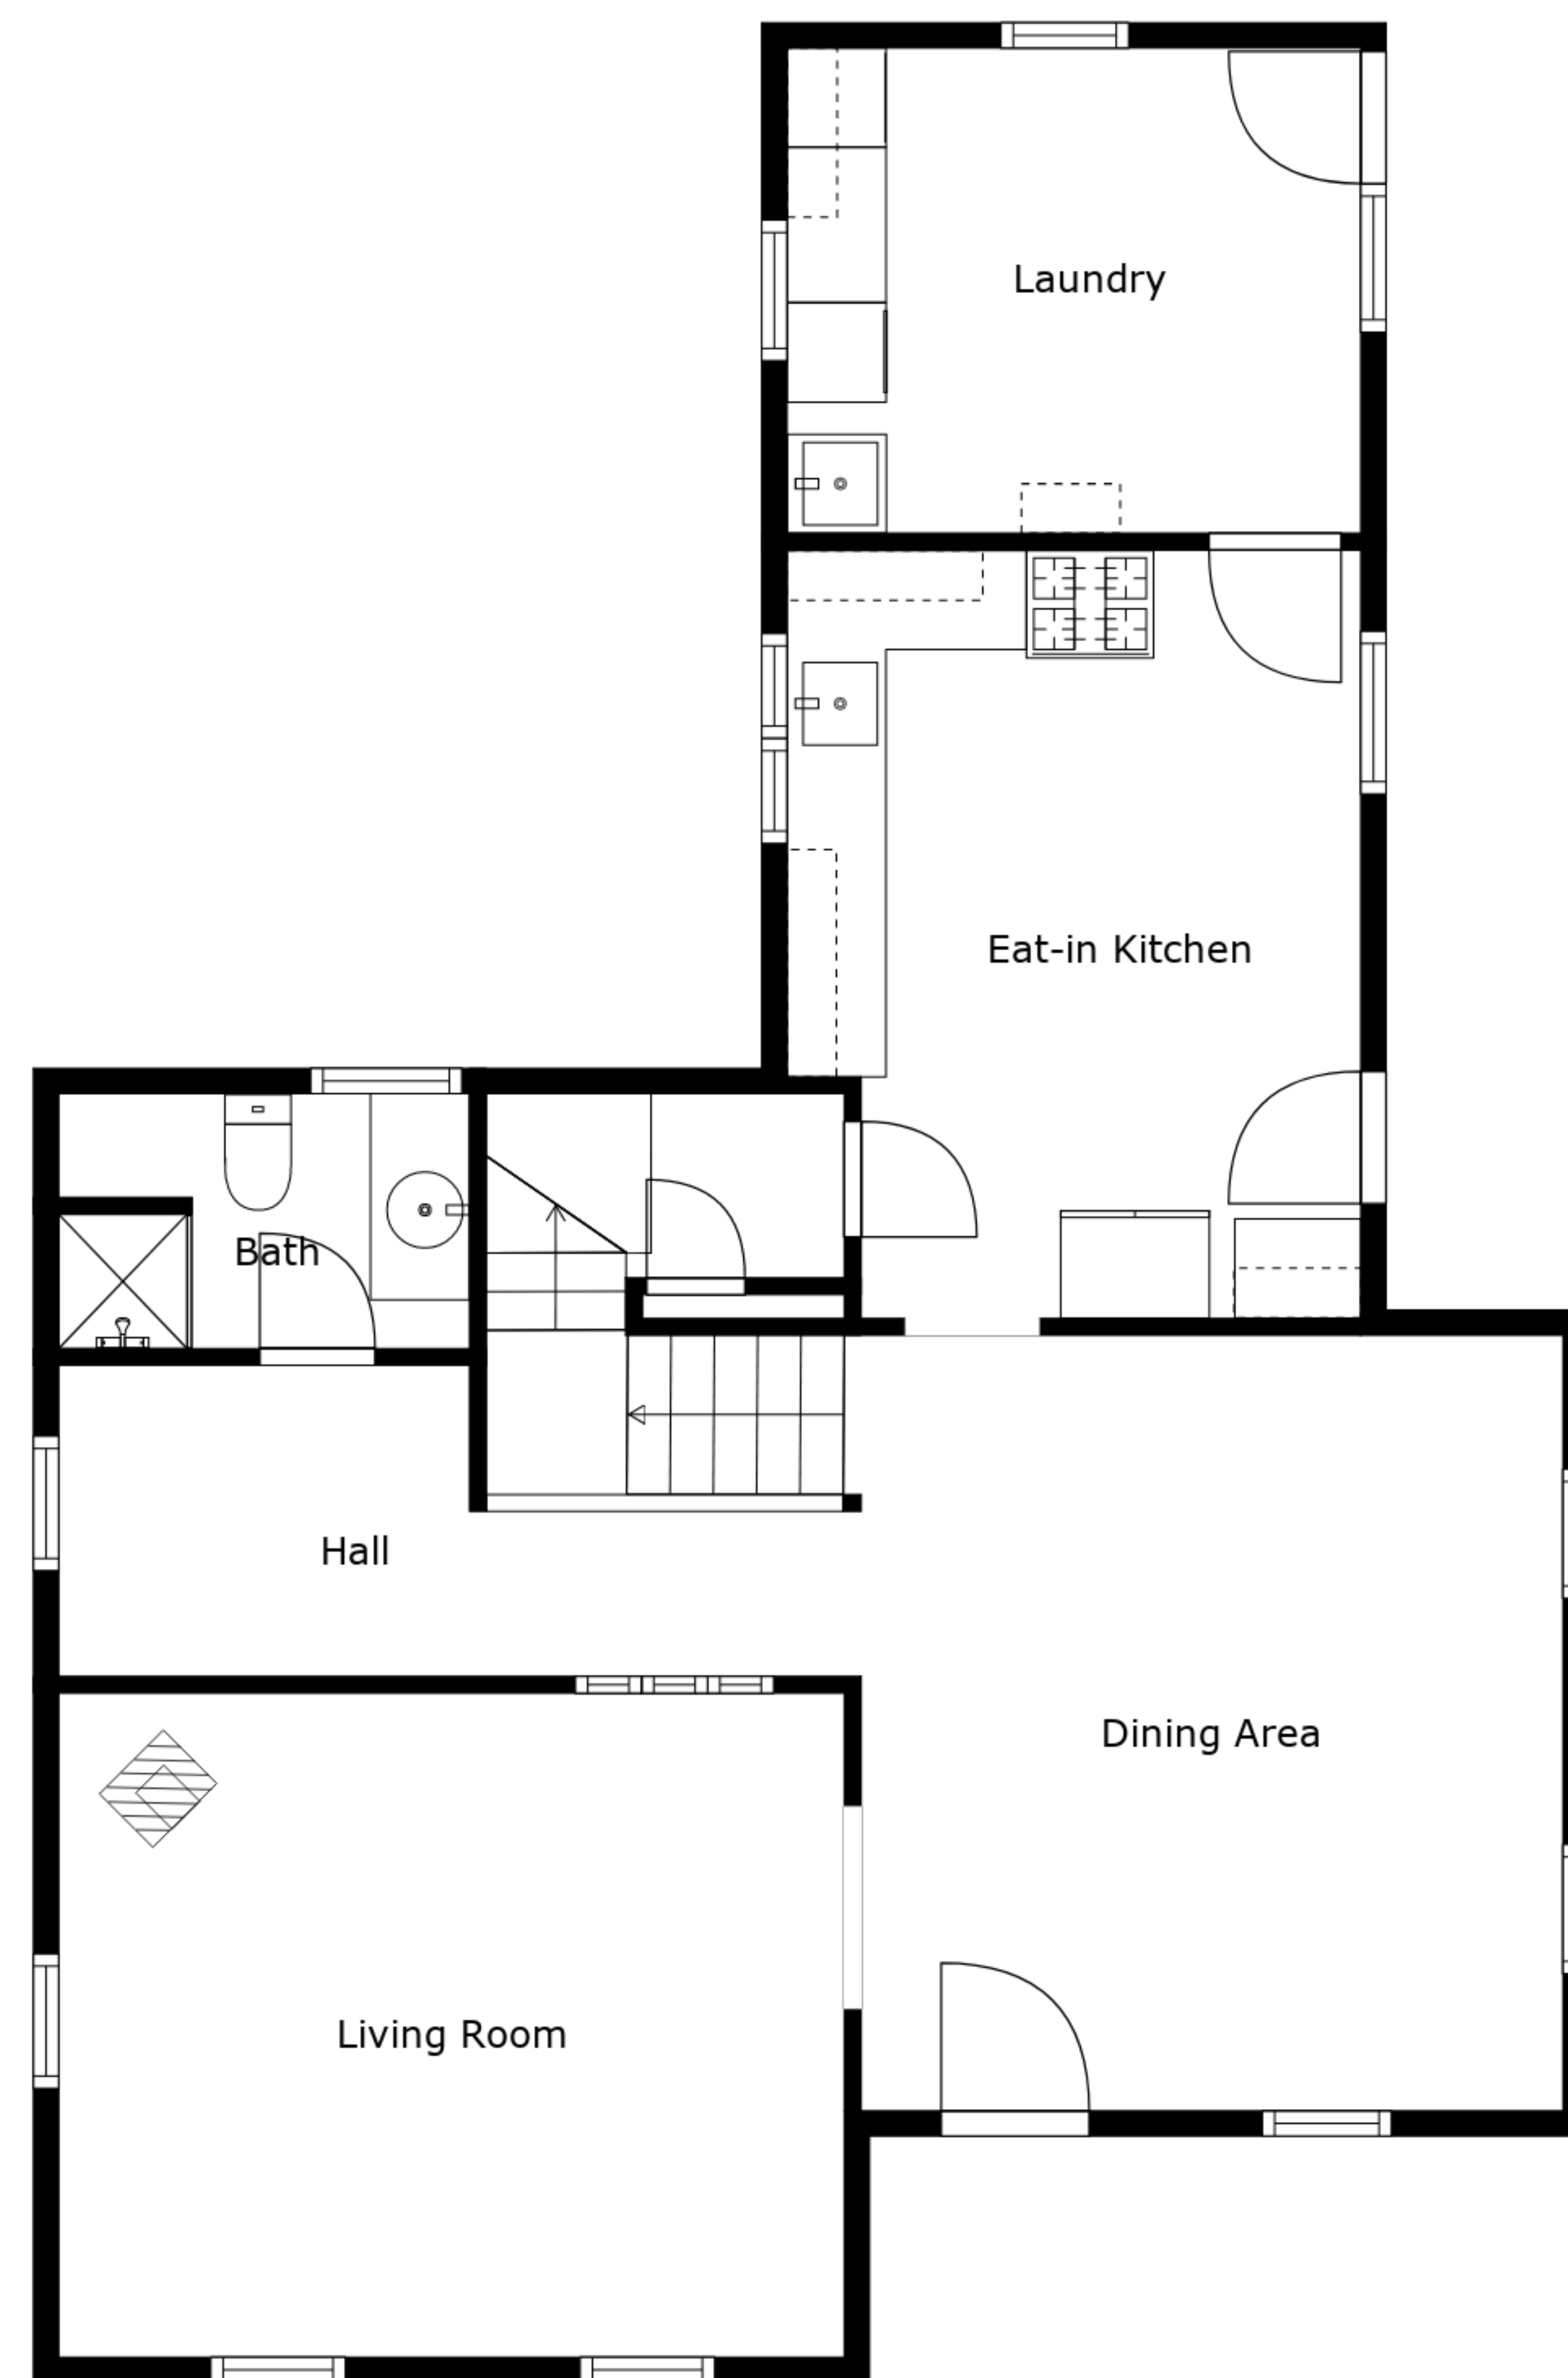 Laundry
Eat-in Kitchen
Bath
Hall
Dining Area
Living Room